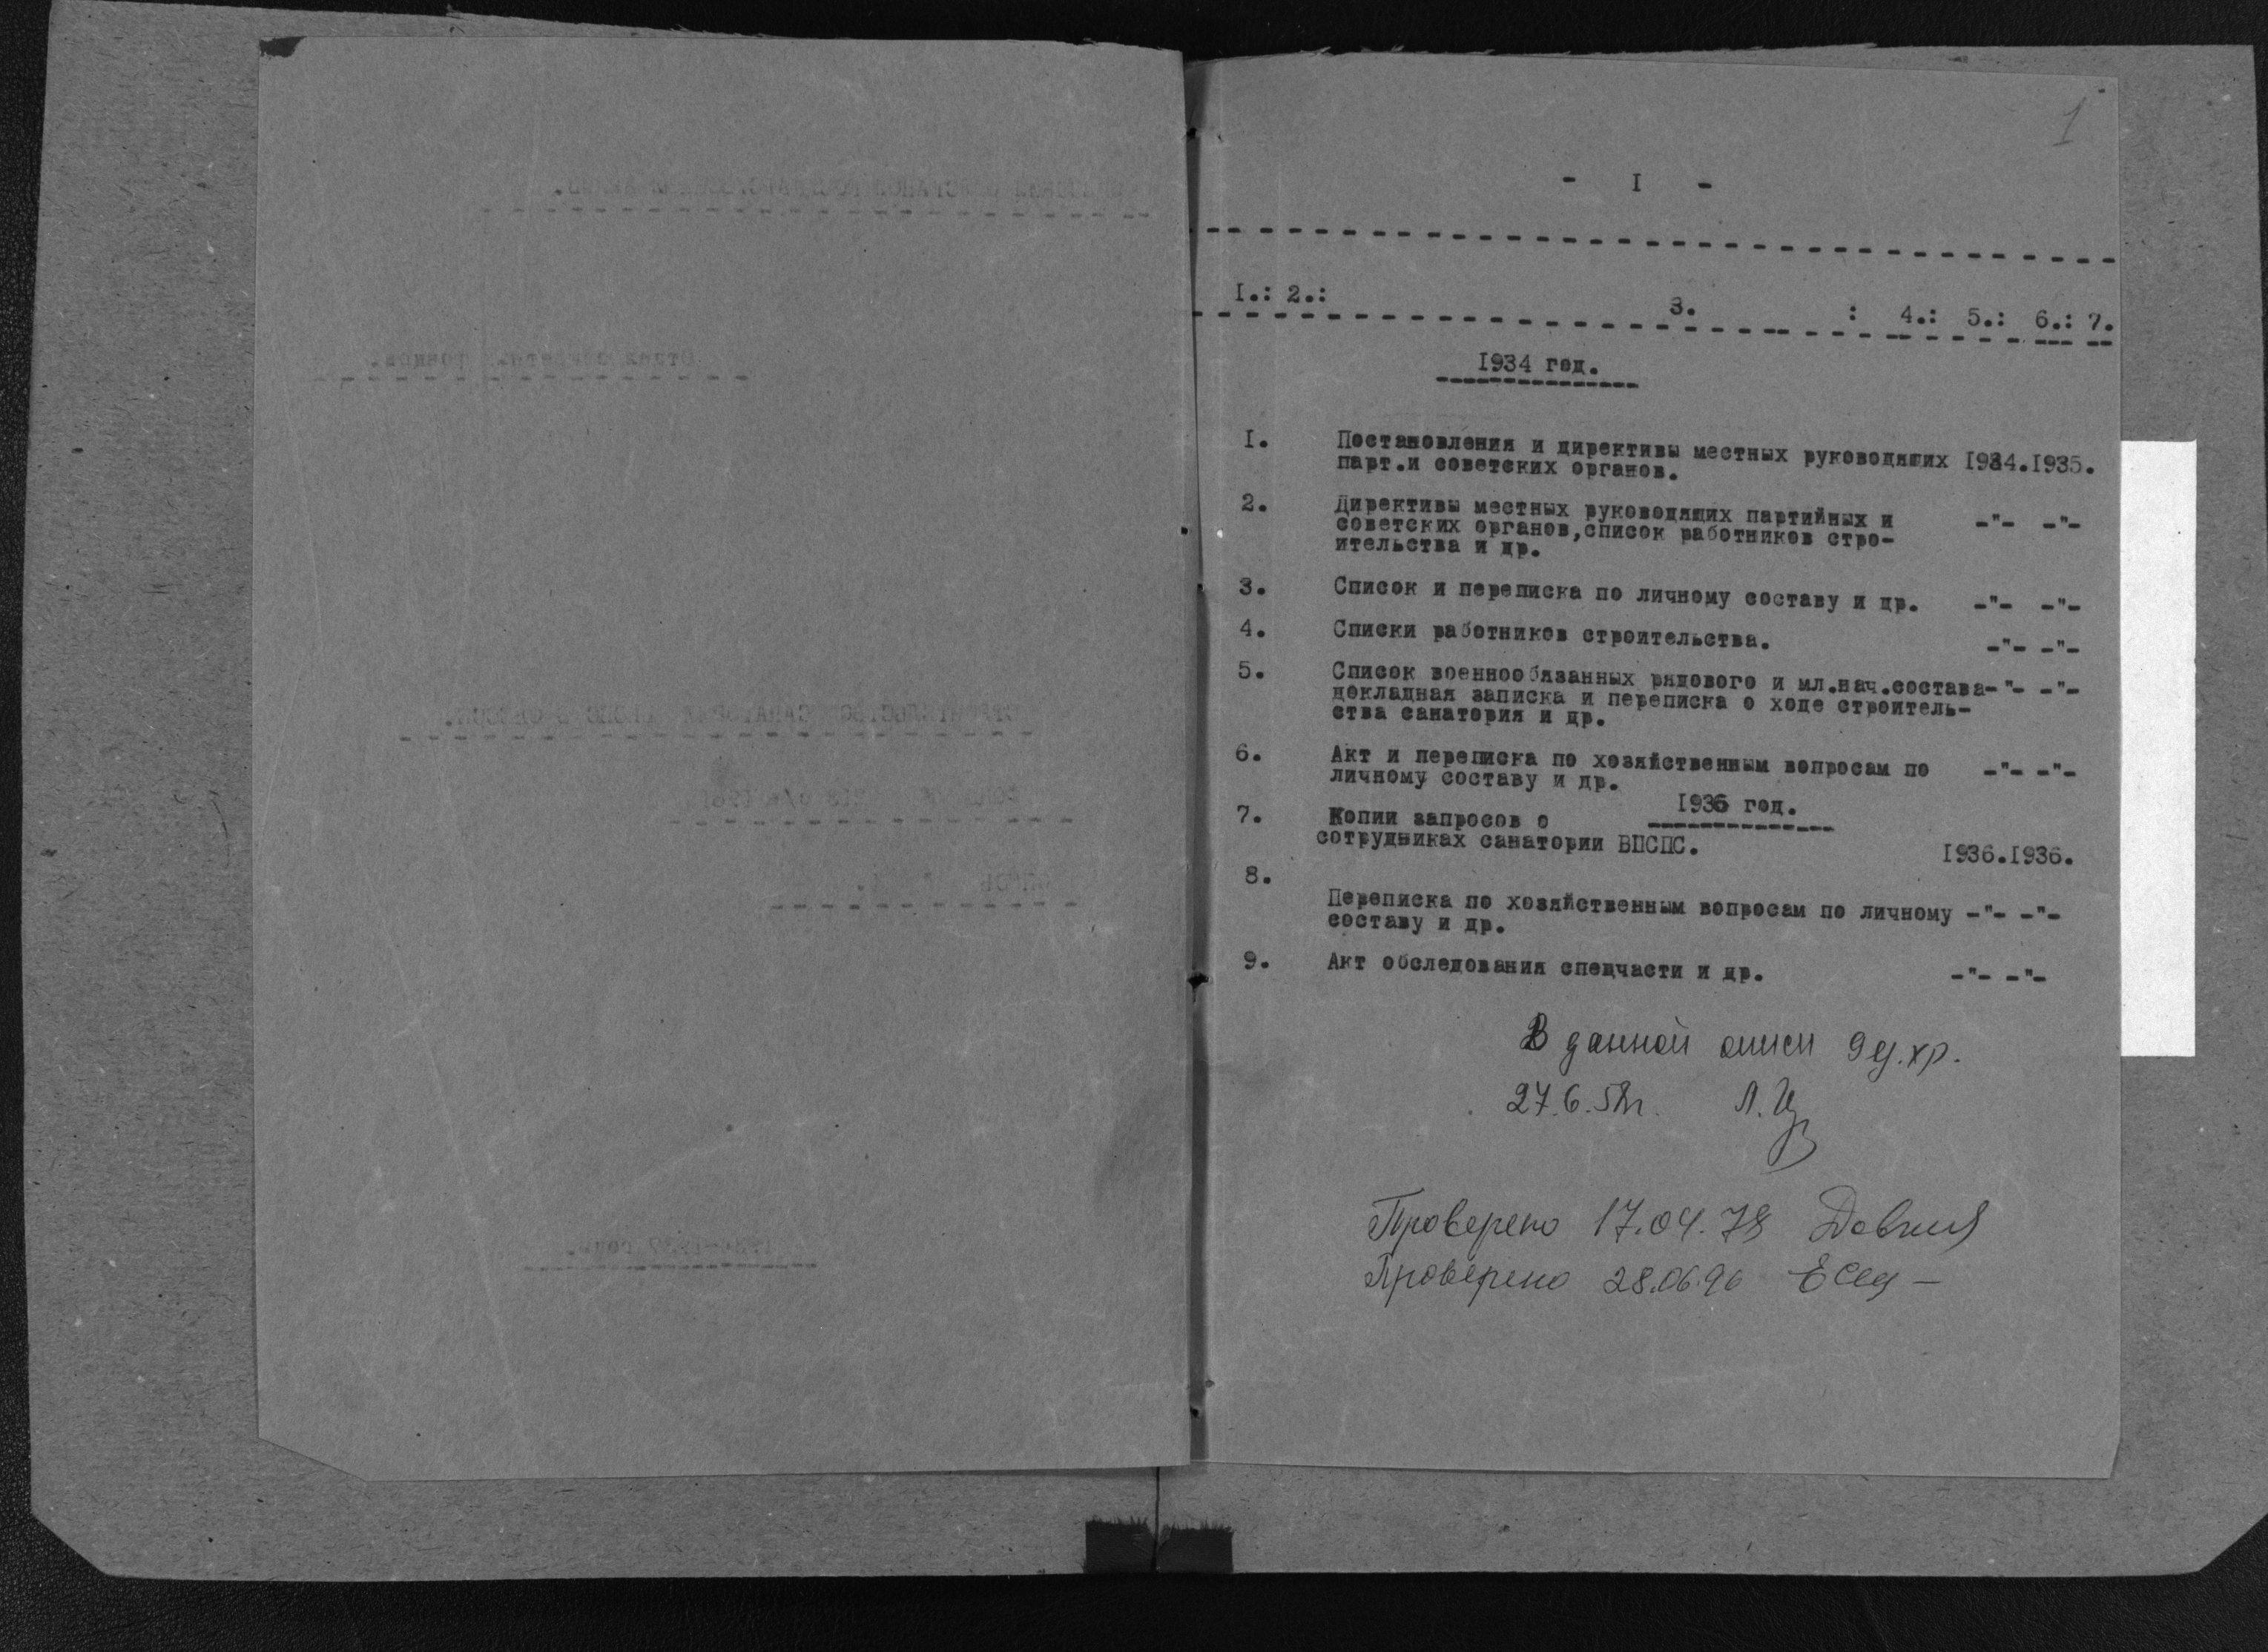 1
- I -
I.: 2.: 3. : 4.: 5.: 6.: 7.
1934 год.
I. Постановления и директивы местных руководящих 1934.1935.
парт.и советских органов.
2. Директивы местных руководящих партийных и -"- -"-
советских органов,список работников стро-
ительства и др.
3. Список и переписка по личному составу и др. -"- -"-
4. Списки работников строительства. -"- -"-
5. Список военнообязанных рядового и мл.нач.состава-"- -"-
докладная записка и переписка о ходе строитель-
ства санатория и др.
6. Акт и переписка по хозяйственным вопросам по -"- -"-
личному составу и др.
1936 год.
7. Копии запросов о
сотрудниках санатории ВЦСПС. 1936.1936.
8.
Переписка по хозяйственным вопросам по личному -"- -"-
составу и др.
9. Акт обследования спецчасти и др. -"- -"-
В данной описи 9 ед.хр.
27.6.58г.
Проверено 17.04.78
Проверено 28.06.96